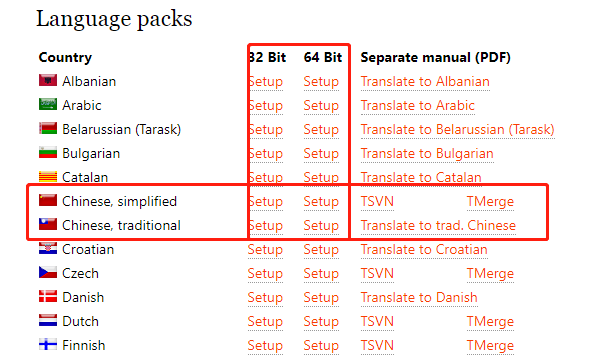 Language packs
Country 32 Bit 64 Bit Separate manual (PDF)
Albanian Setup Setup Translate to Albanian
Arabic Setup Setup Translate to Arabic
Belarussian (Tarask) Setup Setup Translate to Belarussian (Tarask)
Bulgarian Setup Setup Translate to Bulgarian
Catalan Setup Setup Translate to Catalan
Chinese, simplified Setup Setup TSVN TMerge
Chinese, traditional Setup Setup Translate to trad. Chinese
Croatian Setup Setup Translate to Croatian
Czech Setup Setup TSVN TMerge
Danish Setup Setup Translate to Danish
Dutch Setup Setup TSVN TMerge
Finnish Setup Setup TSVN TMerge